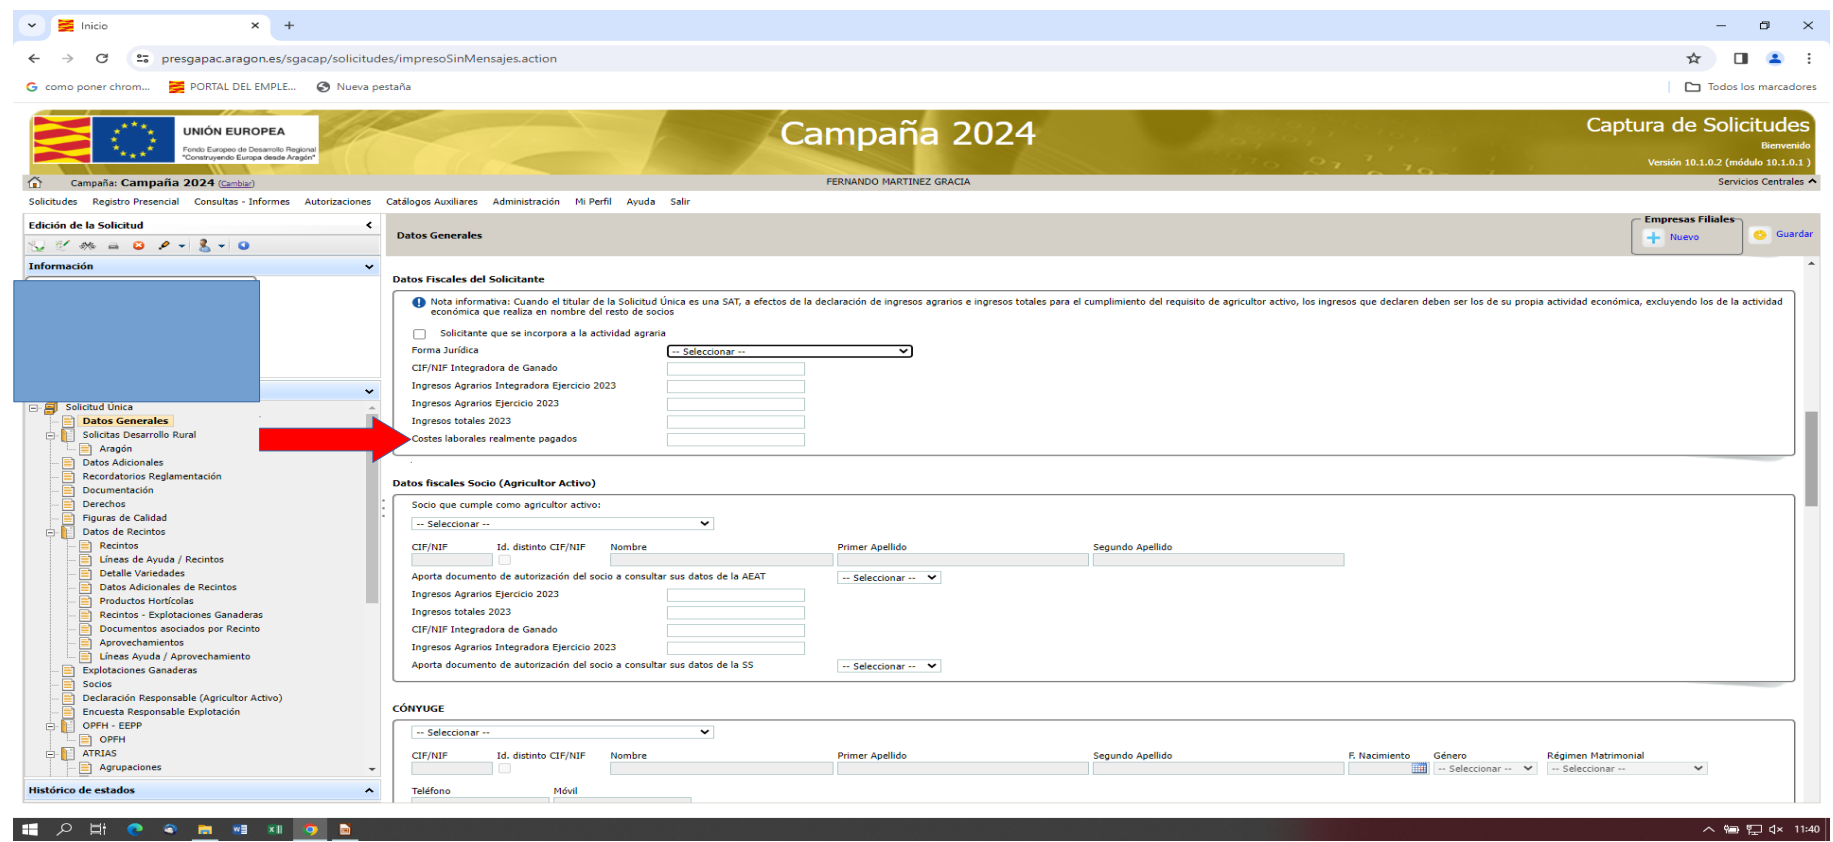 Inicio
presgapac.aragon.es/sgacap/solicitudes/impresoSinMensajes.action
como poner chrom... PORTAL DEL EMPLE... Nueva pestaña Todos los marcadores
UNIÓN EUROPEA
Fondo Europeo de Desarrollo Regional
"Construyendo Europa desde Aragón"
Campaña 2024
Captura de Solicitudes
Bienvenido
Versión 10.1.0.2 (módulo 10.1.0.1 )
Campaña: Campaña 2024 (Cambiar) FERNANDO MARTINEZ GRACIA Servicios Centrales
Solicitudes Registro Presencial Consultas - Informes Autorizaciones Catálogos Auxiliares Administración Mi Perfil Ayuda Salir
Edición de la Solicitud
Información
Solicitud Única
Datos Generales
Solicitas Desarrollo Rural
Aragón
Datos Adicionales
Recordatorios Reglamentación
Documentación
Derechos
Figuras de Calidad
Datos de Recintos
Recintos
Líneas de Ayuda / Recintos
Detalle Variedades
Datos Adicionales de Recintos
Productos Hortícolas
Recintos - Explotaciones Ganaderas
Documentos asociados por Recinto
Aprovechamientos
Líneas Ayuda / Aprovechamiento
Explotaciones Ganaderas
Socios
Declaración Responsable (Agricultor Activo)
Encuesta Responsable Explotación
OPFH - EEPP
OPFH
ATRIAS
Agrupaciones
Histórico de estados
Datos Generales
Empresas Filiales
Nuevo
Guardar
Datos Fiscales del Solicitante
Nota informativa: Cuando el titular de la Solicitud Única es una SAT, a efectos de la declaración de ingresos agrarios e ingresos totales para el cumplimiento del requisito de agricultor activo, los ingresos que declaren deben ser los de su propia actividad económica, excluyendo los de la actividad
económica que realiza en nombre del resto de socios
Solicitante que se incorpora a la actividad agraria
Forma Jurídica -- Seleccionar --
CIF/NIF Integradora de Ganado
Ingresos Agrarios Integradora Ejercicio 2023
Ingresos Agrarios Ejercicio 2023
Ingresos totales 2023
Costes laborales realmente pagados
Datos fiscales Socio (Agricultor Activo)
Socio que cumple como agricultor activo:
-- Seleccionar --
CIF/NIF Id. distinto CIF/NIF Nombre Primer Apellido Segundo Apellido
Aporta documento de autorización del socio a consultar sus datos de la AEAT -- Seleccionar --
Ingresos Agrarios Ejercicio 2023
Ingresos totales 2023
CIF/NIF Integradora de Ganado
Ingresos Agrarios Integradora Ejercicio 2023
Aporta documento de autorización del socio a consultar sus datos de la SS -- Seleccionar --
CÓNYUGE
-- Seleccionar --
CIF/NIF Id. distinto CIF/NIF Nombre Primer Apellido Segundo Apellido F. Nacimiento Género Régimen Matrimonial
-- Seleccionar -- -- Seleccionar --
Teléfono Móvil
11:40